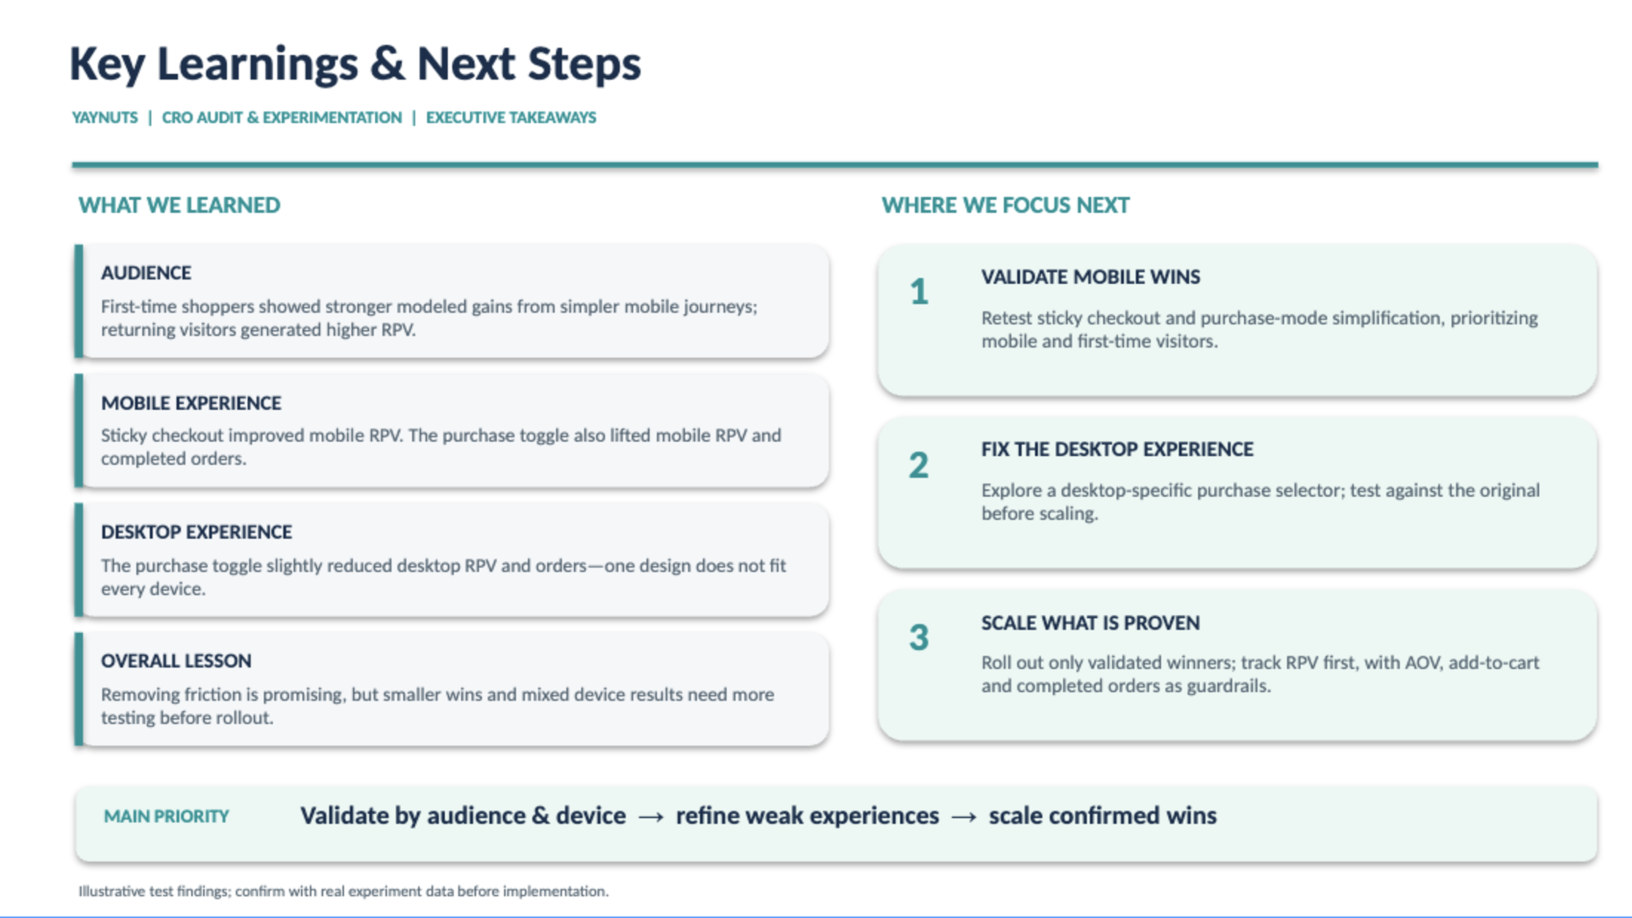 Key Learnings & Next Steps
YAYNUTS | CRO AUDIT & EXPERIMENTATION | EXECUTIVE TAKEAWAYS
WHAT WE LEARNED
AUDIENCE
First-time shoppers showed stronger modeled gains from simpler mobile journeys;
returning visitors generated higher RPV.
MOBILE EXPERIENCE
Sticky checkout improved mobile RPV. The purchase toggle also lifted mobile RPV and
completed orders.
DESKTOP EXPERIENCE
The purchase toggle slightly reduced desktop RPV and orders—one design does not fit
every device.
OVERALL LESSON
Removing friction is promising, but smaller wins and mixed device results need more
testing before rollout.
WHERE WE FOCUS NEXT
1
VALIDATE MOBILE WINS
Retest sticky checkout and purchase-mode simplification, prioritizing
mobile and first-time visitors.
2
FIX THE DESKTOP EXPERIENCE
Explore a desktop-specific purchase selector; test against the original
before scaling.
3
SCALE WHAT IS PROVEN
Roll out only validated winners; track RPV first, with AOV, add-to-cart
and completed orders as guardrails.
MAIN PRIORITY
Validate by audience & device → refine weak experiences → scale confirmed wins
Illustrative test findings; confirm with real experiment data before implementation.